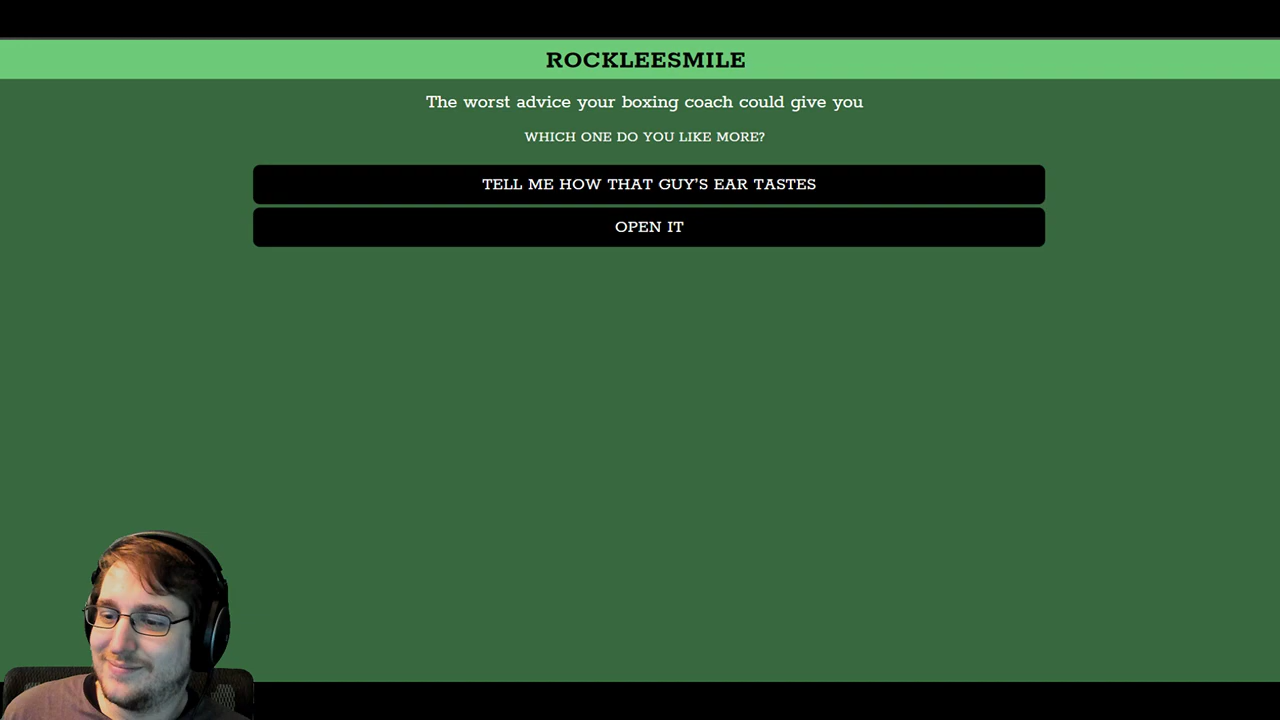 ROCKLEESMILE
The worst advice your boxing coach could give you
WHICH ONE DO YOU LIKE MORE?
TELL ME HOW THAT GUY'S EAR TASTES
OPEN IT